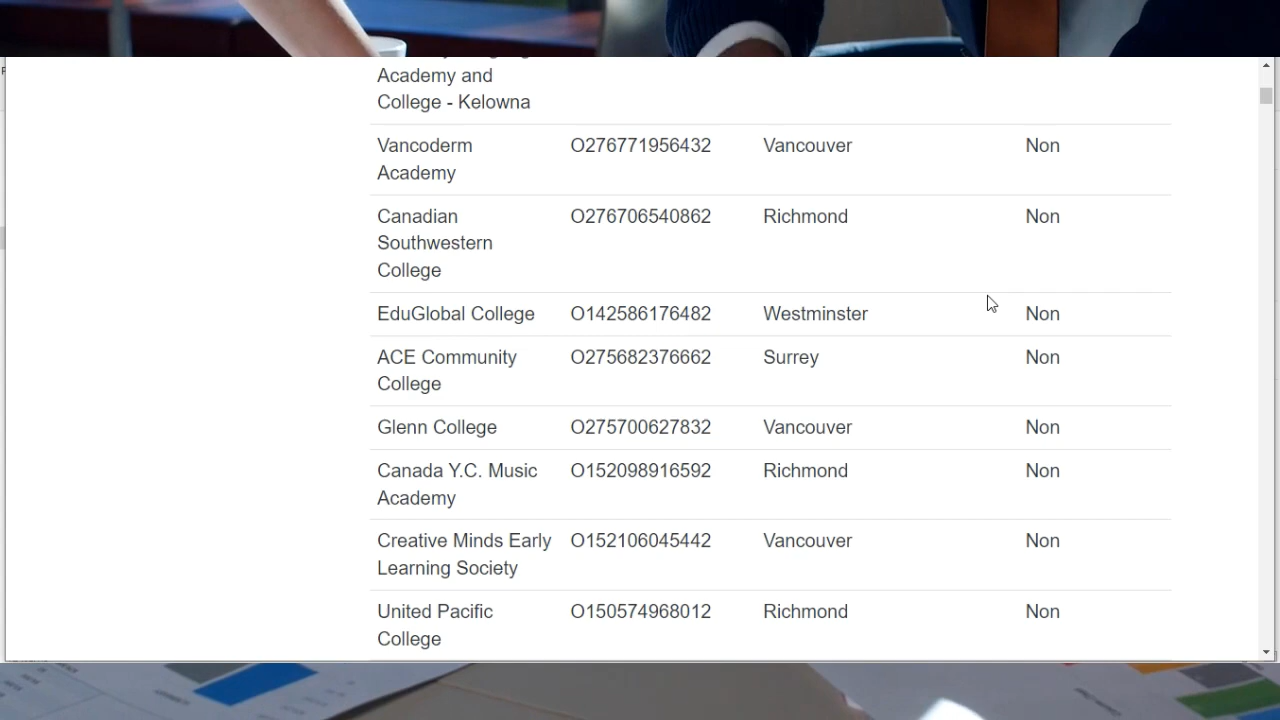 Academy and
College - Kelowna
Vancoderm Academy O276771956432 Vancouver Non
Canadian Southwestern College O276706540862 Richmond Non
EduGlobal College O142586176482 Westminster Non
ACE Community College O275682376662 Surrey Non
Glenn College O275700627832 Vancouver Non
Canada Y.C. Music Academy O152098916592 Richmond Non
Creative Minds Early Learning Society O152106045442 Vancouver Non
United Pacific College O150574968012 Richmond Non